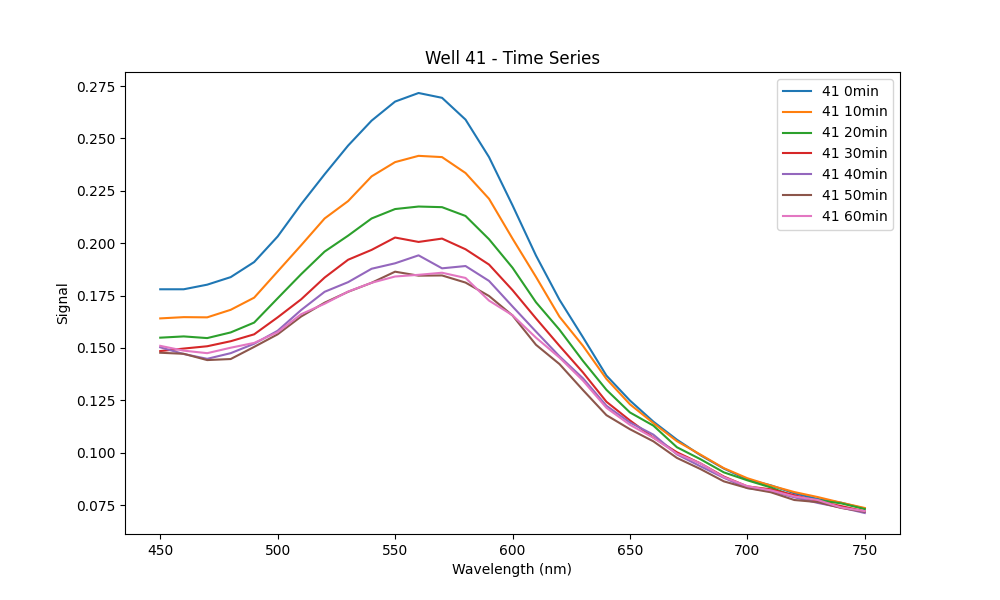 Well 41 - Time Series
Signal
0.275
0.250
0.225
0.200
0.175
0.150
0.125
0.100
0.075
41 0min
41 10min
41 20min
41 30min
41 40min
41 50min
41 60min
450 500 550 600 650 700 750
Wavelength (nm)